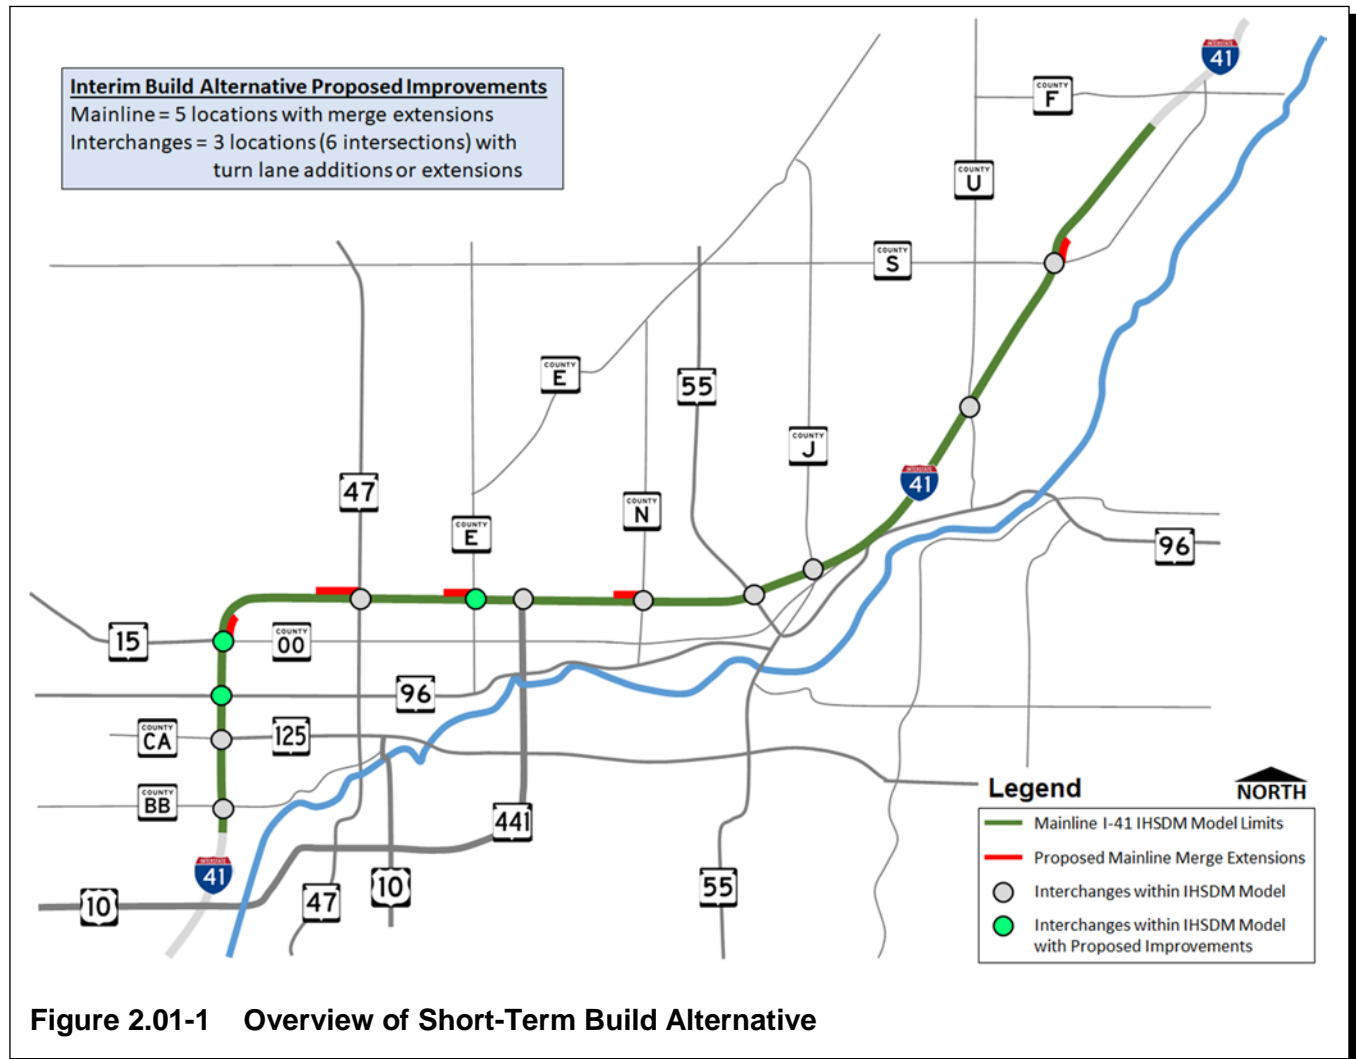 INTERSTATE
41
Interim Build Alternative Proposed Improvements
Mainline = 5 locations with merge extensions
Interchanges = 3 locations (6 intersections) with
turn lane additions or extensions
COUNTY
F
COUNTY
U
COUNTY
S
COUNTY
E
55
COUNTY
J
47
INTERSTATE
41
COUNTY
N
COUNTY
E
96
15
COUNTY
OO
96
COUNTY
CA
125
COUNTY
BB
441
INTERSTATE
41
10
47
10
55
Legend
NORTH
Mainline I-41 IHSDM Model Limits
Proposed Mainline Merge Extensions
Interchanges within IHSDM Model
Interchanges within IHSDM Model
with Proposed Improvements
Figure 2.01-1 Overview of Short-Term Build Alternative